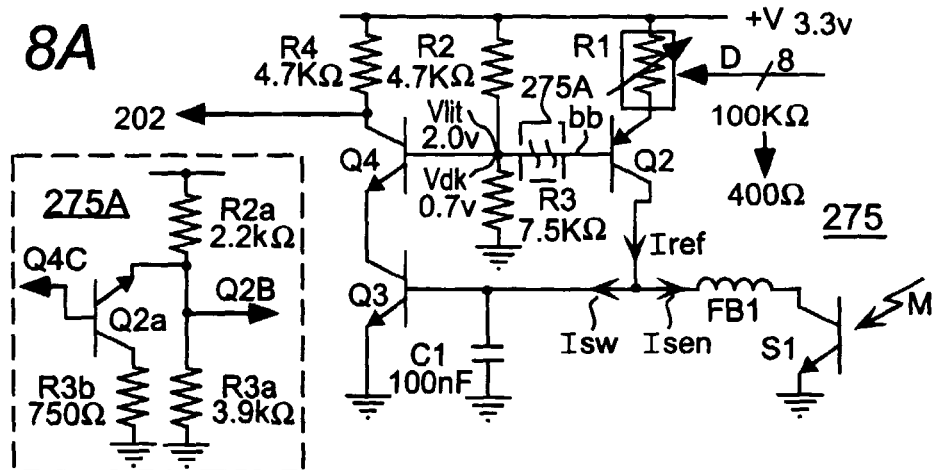 8A
R4
4.7KΩ
R2
4.7KΩ
R1
+V 3.3v
D
8
100KΩ
400Ω
202
Vlit
2.0v
275A
bb
Q4
Q2
Vdk
0.7v
R3
7.5KΩ
275
275A
R2a
2.2kΩ
Q4C
Q2B
Q2a
R3b
750Ω
R3a
3.9kΩ
Iref
Q3
C1
100nF
Isw
Isen
FB1
S1
M